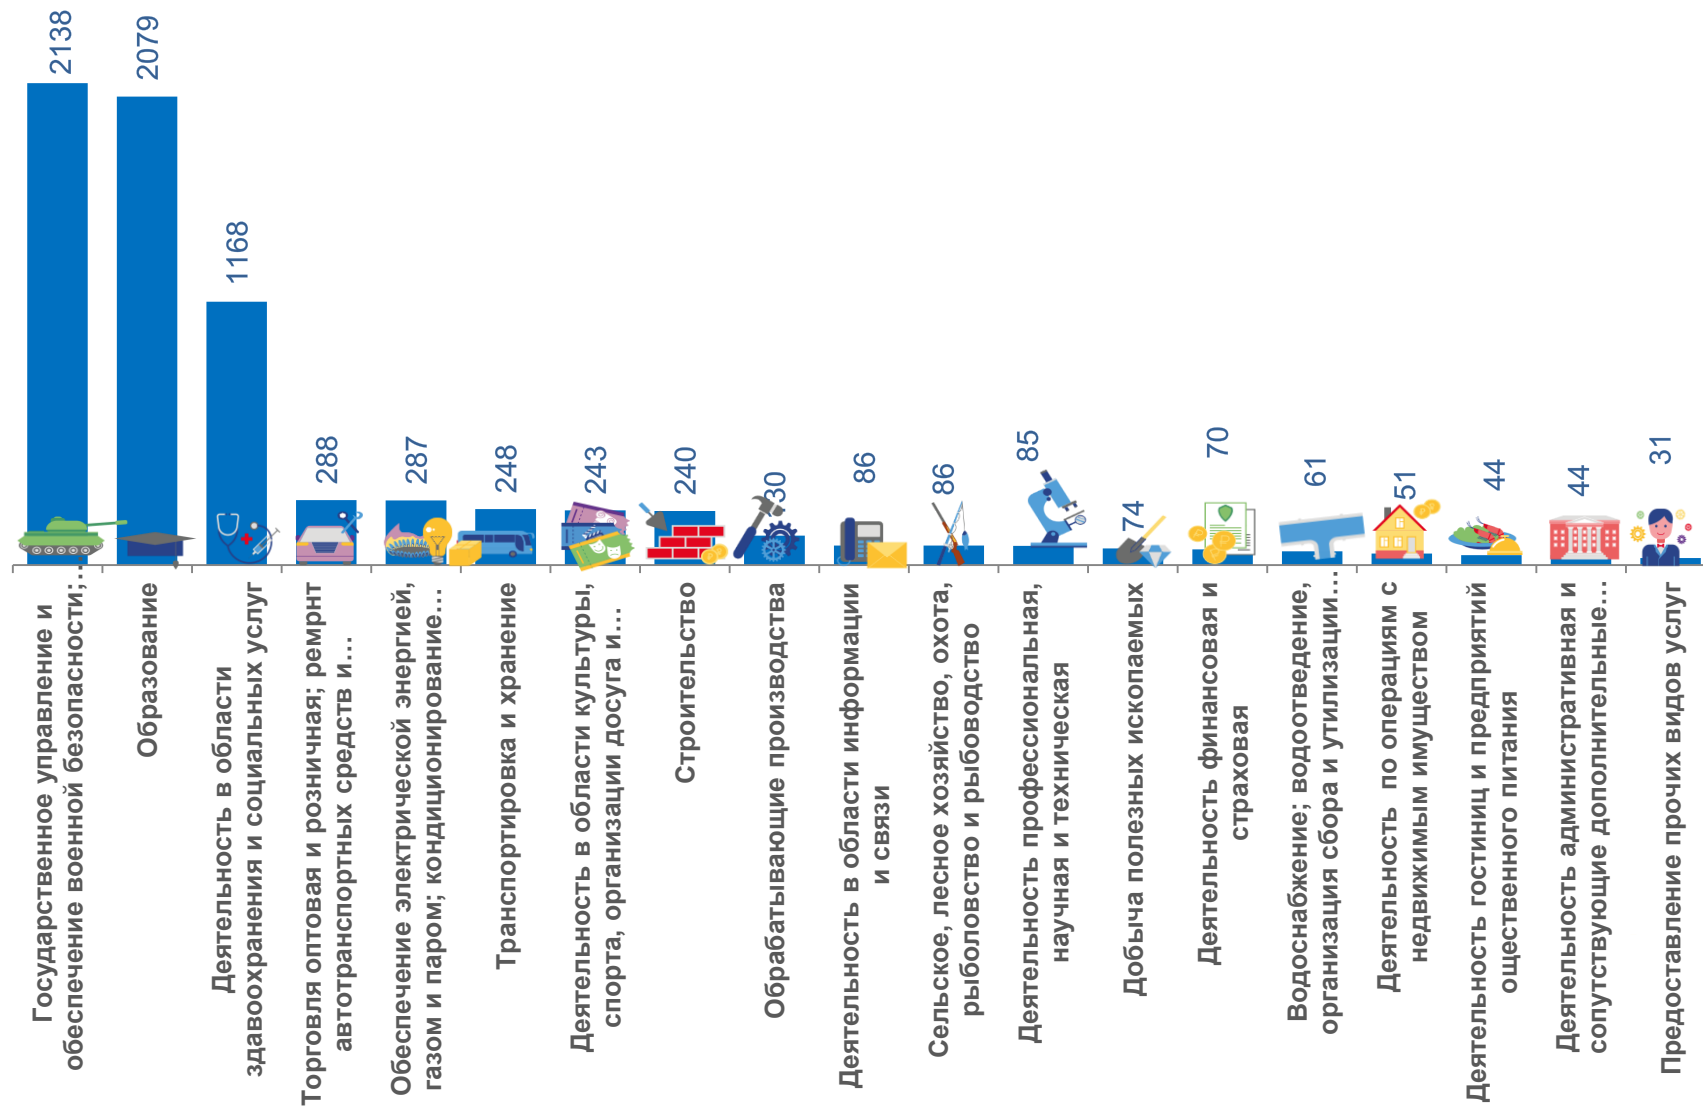 2138
2079
1168
288
287
248
243
240
30
86
86
85
74
70
61
51
44
44
31
Государственное управление и
обеспечение военной безопасности;…
Образование
Деятельность в области
здавоохранения и социальных услуг
Торговля оптовая и розничная; ремрнт
автотранспортных средств и…
Обеспечение электрической энергией,
газом и паром; кондиционирование…
Транспортировка и хранение
Деятельность в области культуры,
спорта, организации досуга и…
Строительство
Обрабатывающие производства
Деятельность в области информации
и связи
Сельское, лесное хозяйство, охота,
рыболовство и рыбоводство
Деятельность профессиональная,
научная и техническая
Добыча полезных ископаемых
Деятельность финансовая и
страховая
Водоснабжение; водоотведение,
организация сбора и утилизации…
Деятельность по операциям с
недвижимым имуществом
Деятельность гостиниц и предприятий
ощественного питания
Деятельность административная и
сопутствующие дополнительные…
Предоставление прочих видов услуг